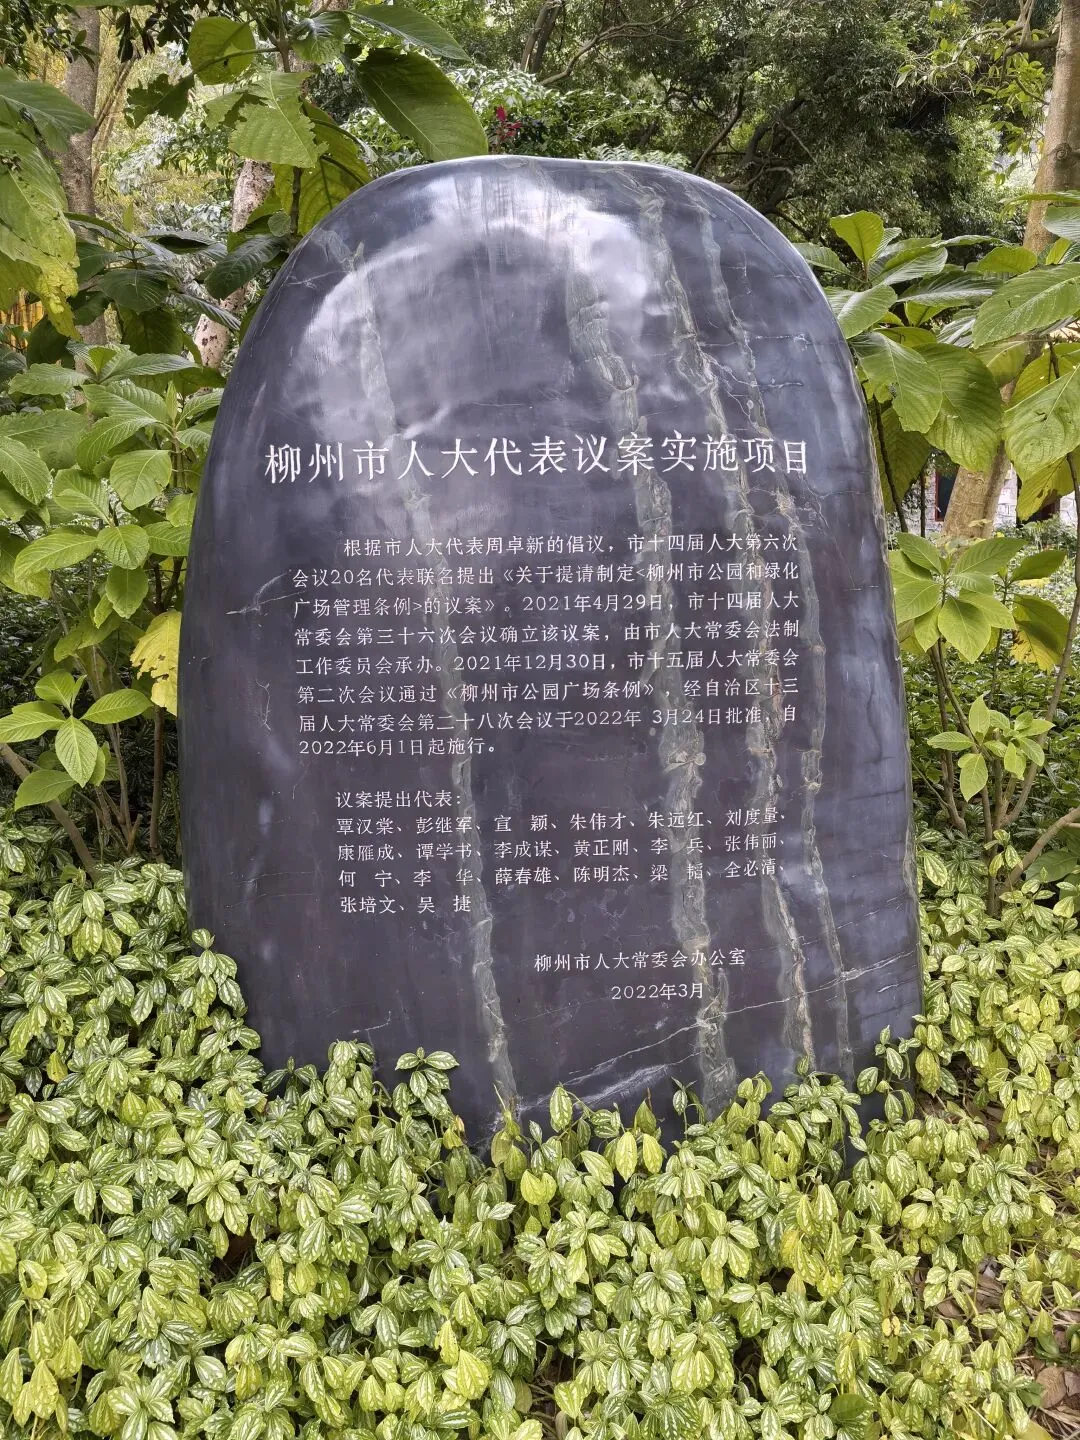 柳州市人大代表议案实施项目
根据市人大代表周卓新的倡议，市十四届人大第六次
会议20名代表联名提出《关于提请制定<柳州市公园和绿化
广场管理条例>的议案》。2021年4月29日，市十四届人大
常委会第三十六次会议确立该议案，由市人大常委会法制
工作委员会承办。2021年12月30日，市十五届人大常委会
第二次会议通过《柳州市公园广场条例》，经自治区十三
届人大常委会第二十八次会议于2022年 3月24日批准，自
2022年6月1日起施行。
议案提出代表：
覃汉棠、彭继军、宣　颖、朱伟才、朱远红、刘度量、
康雁成、谭学书、李成谋、黄正刚、李　兵、张伟丽、
何　宁、李　华、薛春雄、陈明杰、梁　韬、全必清、
张培文、吴　捷
柳州市人大常委会办公室
2022年3月